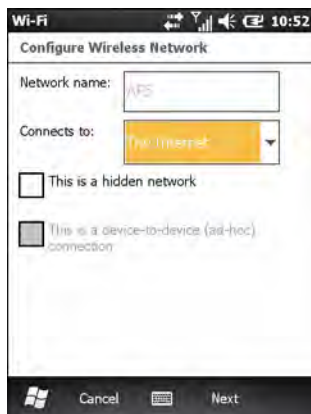 Wi-Fi 10:52
Configure Wireless Network
Network name:
AFS
Connects to:
The Internet
This is a hidden network
This is a device-to-device (ad-hoc)
connection
Cancel Next